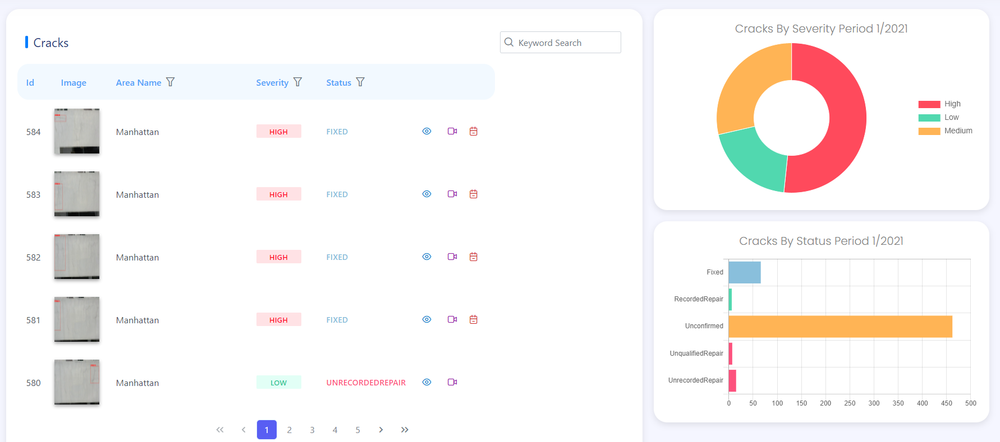 Cracks
Keyword Search
Id Image Area Name Severity Status
584 Manhattan HIGH FIXED
583 Manhattan HIGH FIXED
582 Manhattan HIGH FIXED
581 Manhattan HIGH FIXED
580 Manhattan LOW UNRECORDEDREPAIR
1 2 3 4 5
Cracks By Severity Period 1/2021
High
Low
Medium
Cracks By Status Period 1/2021
Fixed
RecordedRepair
Unconfirmed
UnqualifiedRepair
UnrecordedRepair
0 50 100 150 200 250 300 350 400 450 500